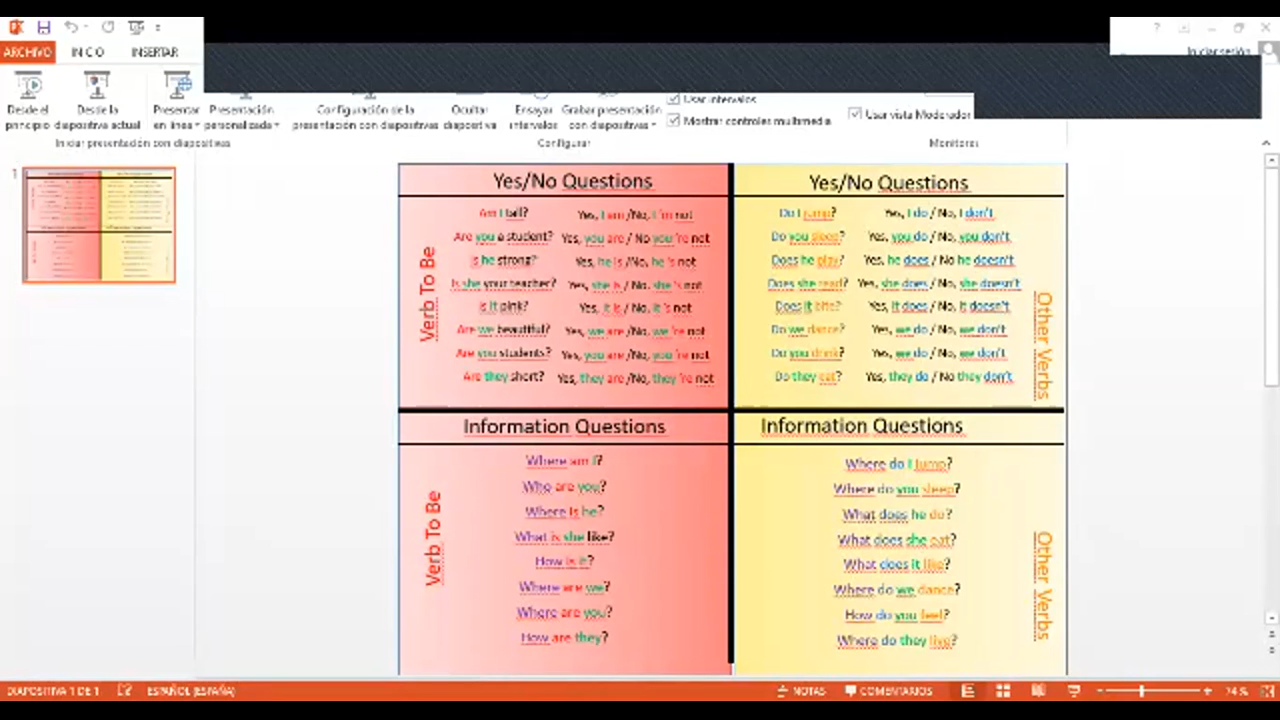 ARCHIVO INICIO INSERTAR
Iniciar sesión
Desde el principio
Desde la diapositiva actual
Presentar en línea
Presentación personalizada
Configuración de la presentación con diapositivas
Ocultar diapositiva
Ensayar intervalos
Grabar presentación con diapositivas
Usar intervalos
Mostrar controles multimedia
Usar vista Moderador
Iniciar presentación con diapositivas
Configurar
Monitores
1
Yes/No Questions
Verb To Be
Am I tall? Yes, I am /No, I 'm not
Are you a student? Yes, you are / No you 're not
Is he strong? Yes, he is /No, he 's not
Is she your teacher? Yes, she is / No, she 's not
Is it pink? Yes, it is / No, it 's not
Are we beautiful? Yes, we are /No, we 're not
Are you students? Yes, you are /No, you 're not
Are they short? Yes, they are /No, they 're not
Yes/No Questions
Do I jump? Yes, I do / No, I don't
Do you sleep? Yes, you do / No, you don't
Does he play? Yes, he does / No he doesn't
Does she read? Yes, she does / No, she doesn't
Does it bite? Yes, it does / No, it doesn't
Do we dance? Yes, we do / No, we don't
Do you drink? Yes, we do / No, we don't
Do they eat? Yes, they do / No they don't
Other Verbs
Information Questions
Verb To Be
Where am I?
Who are you?
Where is he?
What is she like?
How is it?
Where are we?
Where are you?
How are they?
Information Questions
Where do I jump?
Where do you sleep?
What does he do?
What does she eat?
What does it like?
Where do we dance?
How do you feel?
Where do they live?
Other Verbs
DIAPOSITIVA 1 DE 1 ESPAÑOL (ESPAÑA) NOTAS COMENTARIOS 74 %